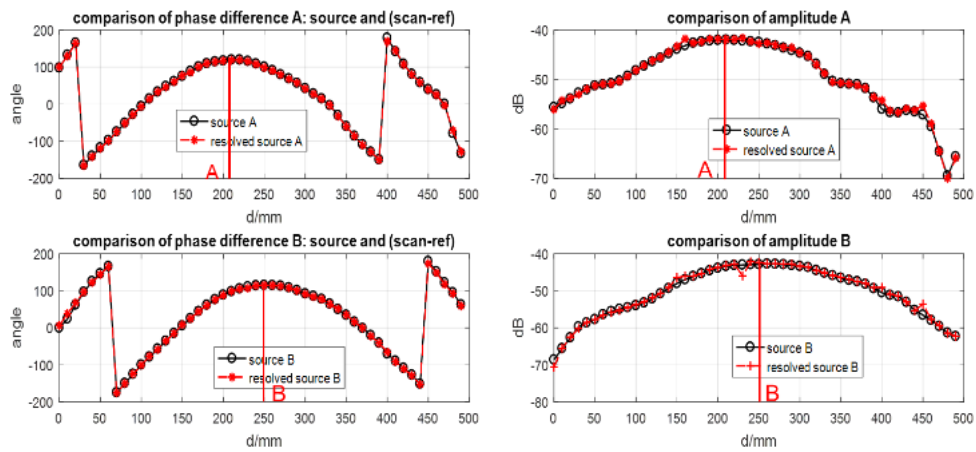 comparison of phase difference A: source and (scan-ref)
200
100
0
-100
-200
angle
source A
resolved source A
A
0 50 100 150 200 250 300 350 400 450 500
d/mm
comparison of amplitude A
-40
-50
-60
-70
dB
source A
resolved source A
A
0 50 100 150 200 250 300 350 400 450 500
d/mm
comparison of phase difference B: source and (scan-ref)
200
100
0
-100
-200
angle
source B
resolved source B
B
0 50 100 150 200 250 300 350 400 450 500
d/mm
comparison of amplitude B
-40
-50
-60
-70
-80
dB
source B
resolved source B
B
0 50 100 150 200 250 300 350 400 450 500
d/mm